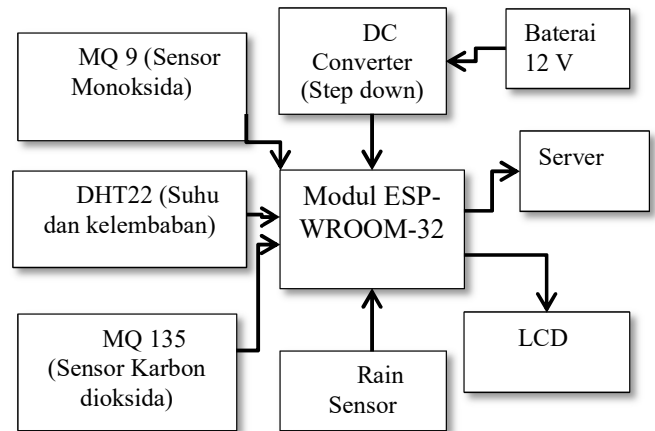 MQ 9 (Sensor
Monoksida)
DC
Converter
(Step down)
Baterai
12 V
DHT22 (Suhu
dan kelembaban)
Modul ESP-
WROOM-32
Server
MQ 135
(Sensor Karbon
dioksida)
Rain
Sensor
LCD